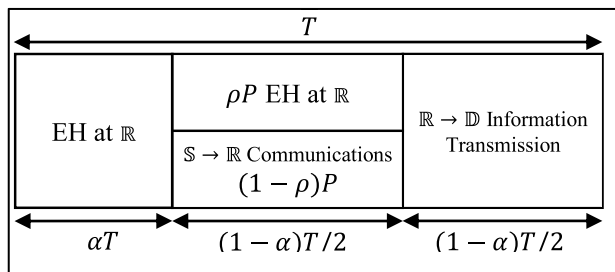 T
EH at ℝ
ρP EH at ℝ
𝕊 → ℝ Communications
(1 − ρ)P
ℝ → 𝔻 Information
Transmission
αT
(1 − α)T/2
(1 − α)T/2